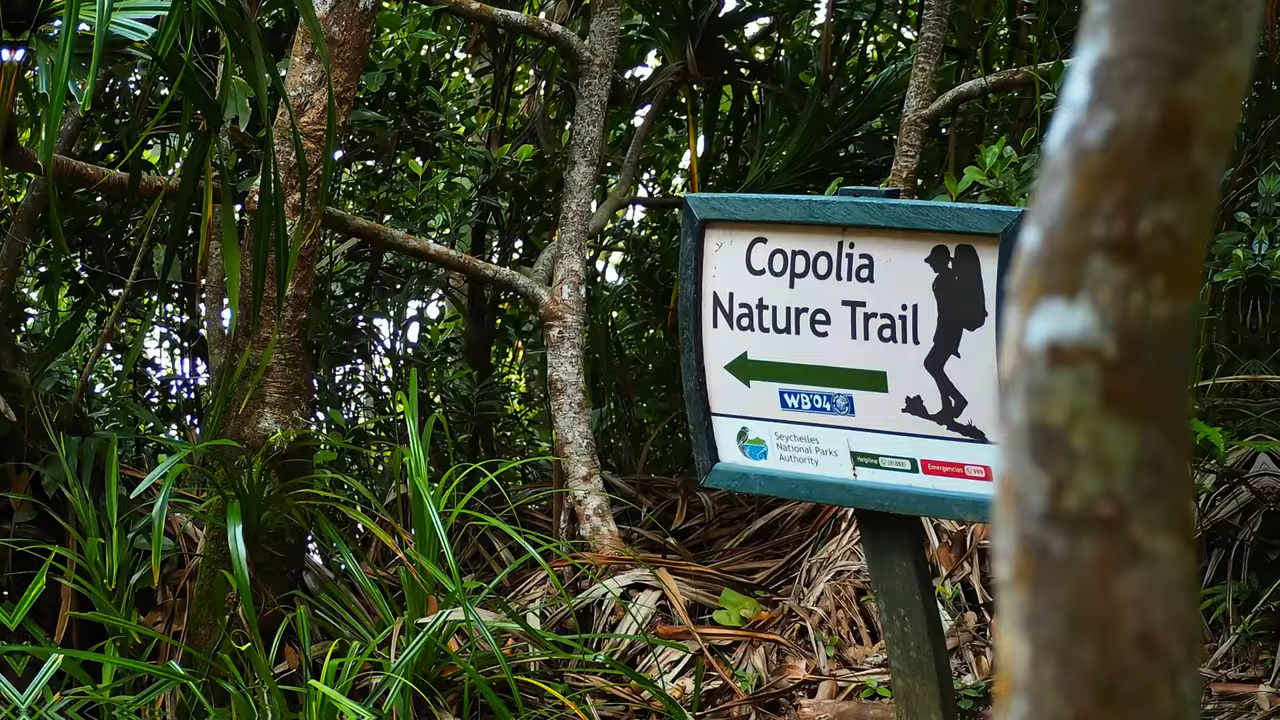 Copolia
Nature Trail
WB'04
Seychelles
National Parks
Authority
Helpline
Emergencies 999